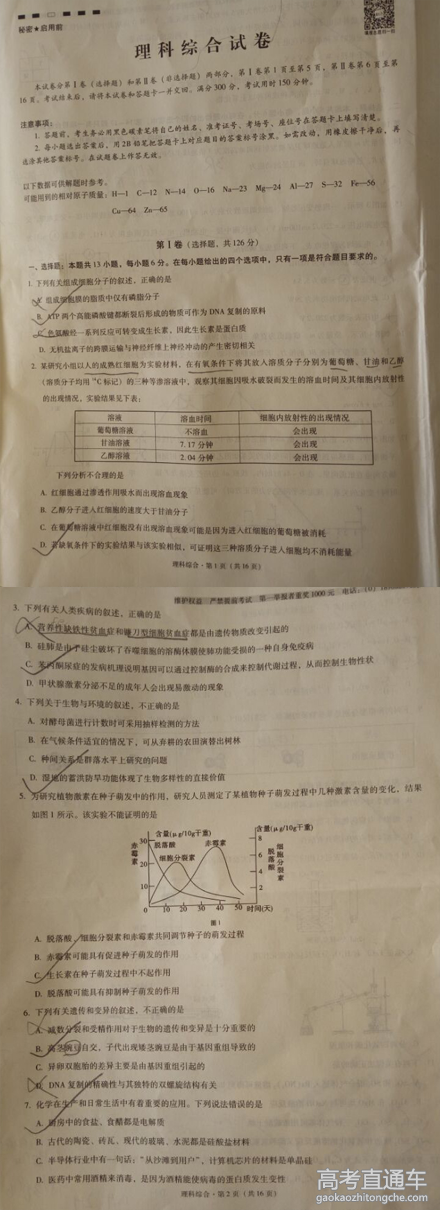 秘密★启用前
理科综合试卷
本试卷分第Ⅰ卷（选择题）和第Ⅱ卷（非选择题）两部分。第Ⅰ卷第1页至第5页，第Ⅱ卷第6页至第
16页。考试结束后，请将本试卷和答题卡一并交回。满分300分，考试用时150分钟。
注意事项：
1. 答题前，考生务必用黑色碳素笔将自己的姓名、准考证号、考场号、座位号在答题卡上填写清楚。
2. 每小题选出答案后，用2B铅笔把答题卡上对应题目的答案标号涂黑。如需改动，用橡皮擦干净后，再
选涂其他答案标号。在试题卷上作答无效。
以下数据可供解题时参考。
可能用到的相对原子质量：H—1 C—12 N—14 O—16 Na—23 Mg—24 Al—27 S—32 Fe—56
Cu—64 Zn—65
第Ⅰ卷（选择题，共126分）
一、选择题：本题共13小题，每小题6分。在每小题给出的四个选项中，只有一项是符合题目要求的。
1. 下列有关组成细胞分子的叙述，正确的是
A. 组成细胞膜的脂质中仅有磷脂分子
B. ATP两个高能磷酸键都断裂后形成的物质可作为DNA复制的原料
C. 色氨酸经一系列反应可转变成生长素，因此生长素是蛋白质
D. 无机盐离子的跨膜运输与神经纤维上神经冲动的产生密切相关
2. 某研究小组以人的成熟红细胞为实验材料，在有氧条件下将其放入溶质分子分别为葡萄糖、甘油和乙醇
（溶质分子均用¹⁴C标记）的三种等渗溶液中，观察其细胞因吸水破裂而发生的溶血时间及其细胞内放射性
的出现情况，实验结果见下表：
溶液 溶血时间 细胞内放射性的出现情况
葡萄糖溶液 不溶血 会出现
甘油溶液 7.17分钟 会出现
乙醇溶液 2.04分钟 会出现
下列分析不合理的是
A. 红细胞通过渗透作用吸水而出现溶血现象
B. 乙醇分子进入红细胞的速度大于甘油分子
C. 在葡萄糖溶液中红细胞没有出现溶血现象可能是因为进入红细胞的葡萄糖被消耗
D. 若缺氧条件下的实验结果与该实验相似，可证明这三种溶质分子进入细胞均不消耗能量
理科综合·第1页（共16页）
维护权益 严禁提前考试 第一举报者重奖1000元 电话：
3. 下列有关人类疾病的叙述，正确的是
A. 营养性缺铁性贫血症和镰刀型细胞贫血症都是由遗传物质改变引起的
B. 硅肺是由于硅尘破坏了吞噬细胞的溶酶体膜使肺功能受损的一种自身免疫病
C. 苯丙酮尿症的发病机理说明基因可以通过控制酶的合成来控制代谢过程，从而控制生物性状
D. 甲状腺激素分泌不足的成年人会出现易激动的现象
4. 下列关于生物与环境的叙述，不正确的是
A. 对酵母菌进行计数时可采用抽样检测的方法
B. 在气候条件适宜的情况下，可从弃耕的农田演替出树林
C. 种间关系是群落水平上研究的问题
D. 湿地的蓄洪防旱功能体现了生物多样性的直接价值
5. 为研究植物激素在种子萌发中的作用，研究人员测定了某植物种子萌发过程中几种激素含量的变化，结果
如图1所示。该实验不能证明的是
含量(μg/10g干重) 含量(μg/10g干重)
赤霉素 30 20 10 0
脱落酸 赤霉素
细胞分裂素
8 6 4 2
脱落酸 细胞分裂素
10 20 30 40 50 时间(天)
图1
A. 脱落酸、细胞分裂素和赤霉素共同调节种子的萌发过程
B. 赤霉素可能具有促进种子萌发的作用
C. 生长素在种子萌发过程中不起作用
D. 脱落酸可能具有抑制种子萌发的作用
6. 下列有关遗传和变异的叙述，不正确的是
A. 减数分裂和受精作用对于生物的遗传和变异是十分重要的
B. 高茎豌豆自交，子代出现矮茎豌豆是由于基因重组导致的
C. 异卵双胞胎的差异主要是由基因重组引起的
D. DNA复制的精确性与其独特的双螺旋结构有关
7. 化学在生产和日常生活中有着重要的应用。下列说法错误的是
A. 厨房中的食盐、食醋都是电解质
B. 古代的陶瓷、砖瓦，现代的玻璃、水泥都是硅酸盐材料
C. 半导体行业中有一句话：“从沙滩到用户”，计算机芯片的材料是单晶硅
D. 医药中常用酒精来消毒，是因为酒精能使病毒的蛋白质发生变性
理科综合·第2页（共16页）
高考直通车
gaokaozhitongche.com